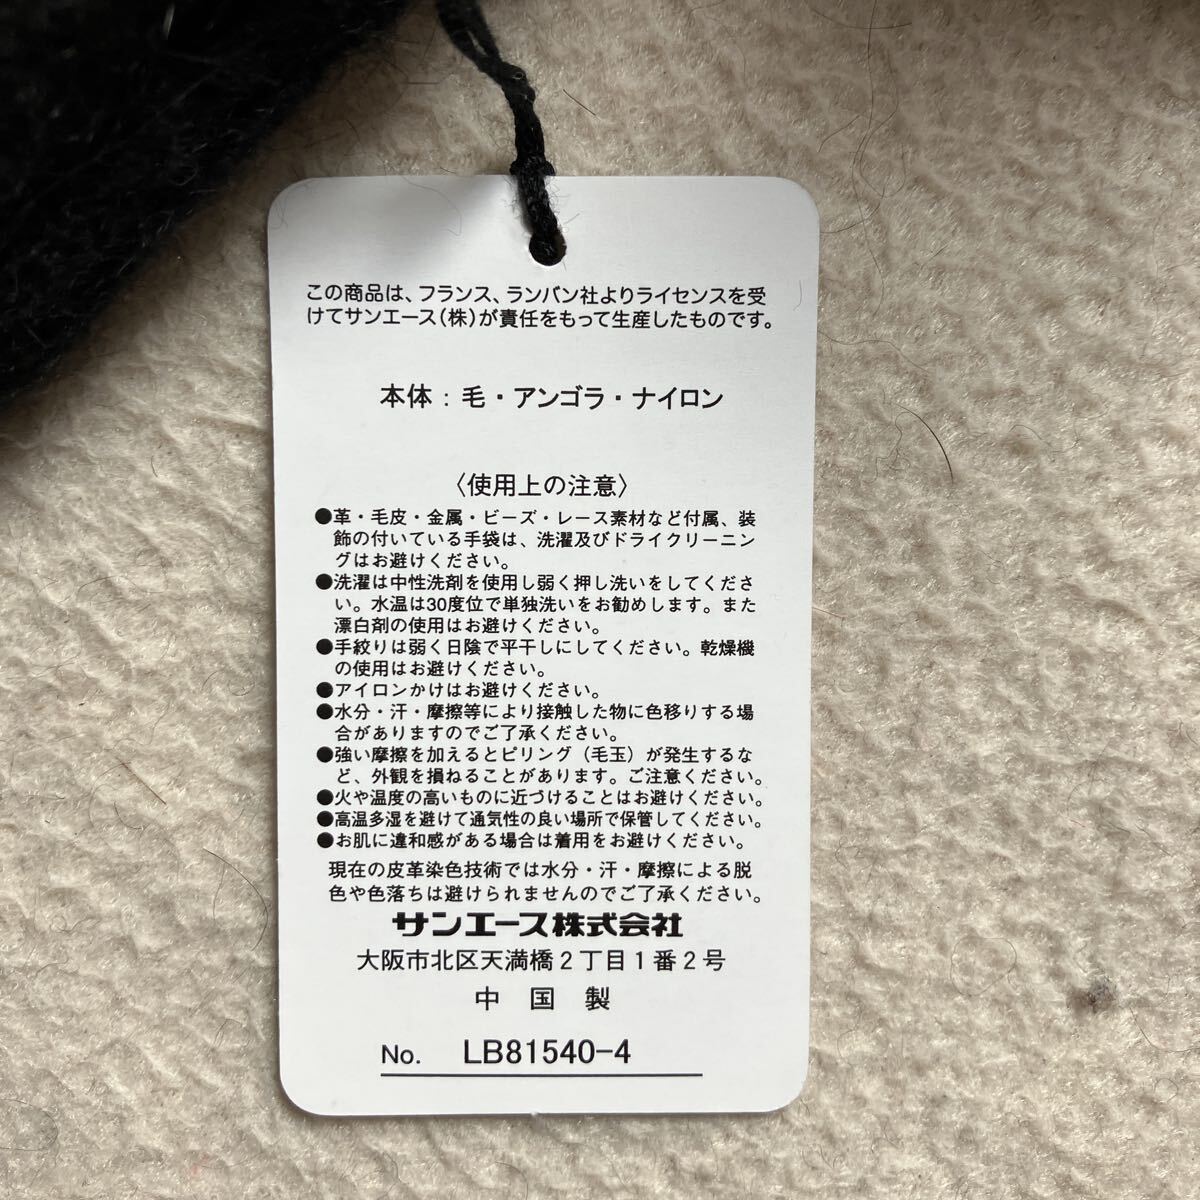 この商品は、フランス、ランバン社よりライセンスを受
けてサンエース(株)が責任をもって生産したものです。
本体:毛・アンゴラ・ナイロン
〈使用上の注意〉
●革・毛皮・金属・ビーズ・レース素材など付属、装
飾の付いている手袋は、洗濯及びドライクリーニン
グはお避けください。
●洗濯は中性洗剤を使用し弱く押し洗いをしてくださ
い。水温は30度位で単独洗いをお勧めします。また
漂白剤の使用はお避けください。
●手絞りは弱く日陰で平干しにしてください。乾燥機
の使用はお避けください。
●アイロンかけはお避けください。
●水分・汗・摩擦等により接触した物に色移りする場
合がありますのでご了承ください。
●強い摩擦を加えるとピリング(毛玉)が発生するな
ど、外観を損ねることがあります。ご注意ください。
●火や温度の高いものに近づけることはお避けください。
●高温多湿を避けて通気性の良い場所で保管してください。
●お肌に違和感がある場合は着用をお避けください。
現在の皮革染色技術では水分・汗・摩擦による脱
色や色落ちは避けられませんのでご了承ください。
サンエース株式会社
大阪市北区天満橋2丁目1番2号
中国製
No. LB81540-4